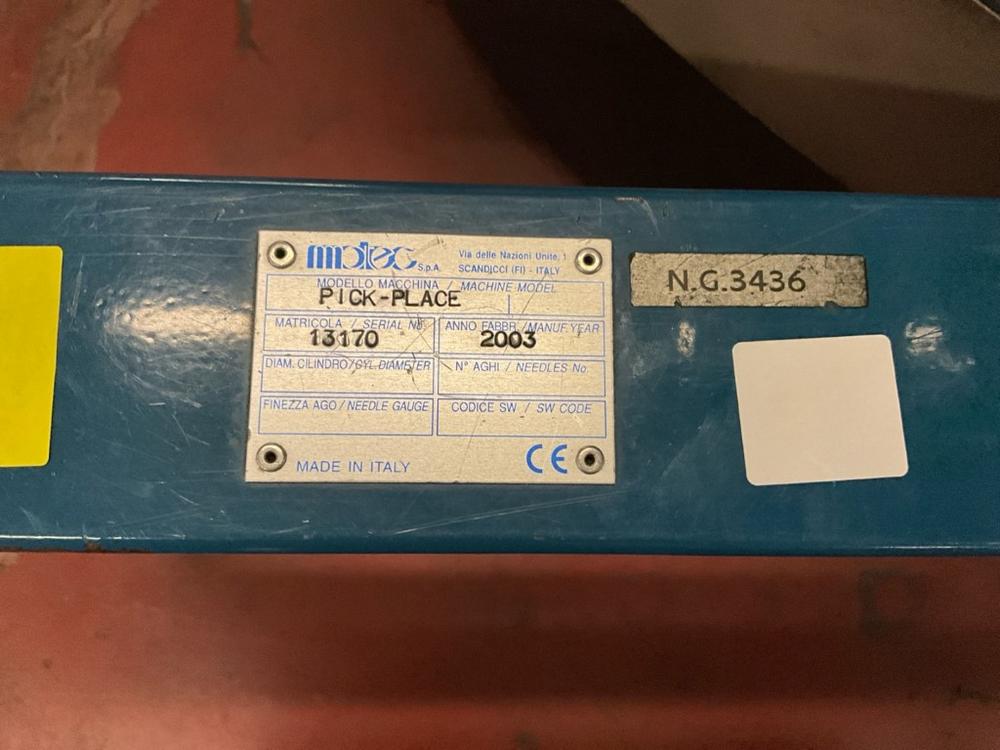 matec S.p.A.
Via delle Nazioni Unite, 1
SCANDICCI (FI) - ITALY
MODELLO MACCHINA / MACHINE MODEL
PICK-PLACE
MATRICOLA / SERIAL No.
13170
ANNO FABBR. / MANUF. YEAR
2003
DIAM. CILINDRO / CYL. DIAMETER
N° AGHI / NEEDLES No.
FINEZZA AGO / NEEDLE GAUGE
CODICE SW / SW CODE
MADE IN ITALY
CE
N.G.3436